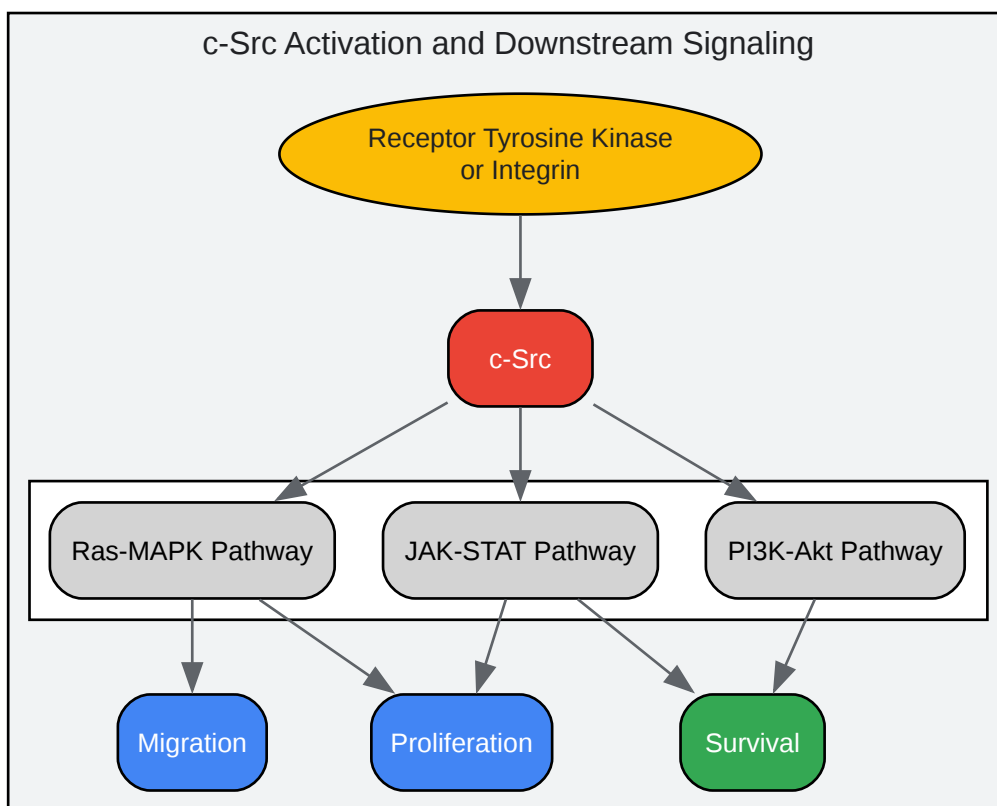 c-Src Activation and Downstream Signaling
Receptor Tyrosine Kinase
or Integrin
c-Src
Ras-MAPK Pathway
JAK-STAT Pathway
PI3K-Akt Pathway
Migration
Proliferation
Survival